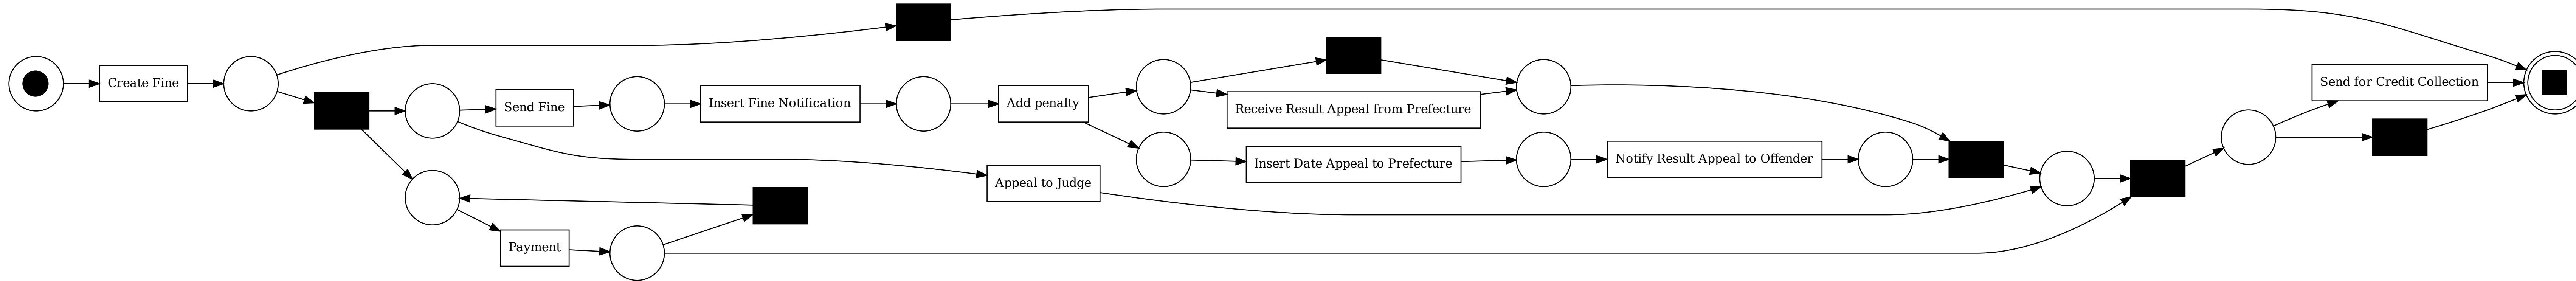 Create Fine
Send Fine
Insert Fine Notification
Add penalty
Receive Result Appeal from Prefecture
Insert Date Appeal to Prefecture
Notify Result Appeal to Offender
Appeal to Judge
Payment
Send for Credit Collection